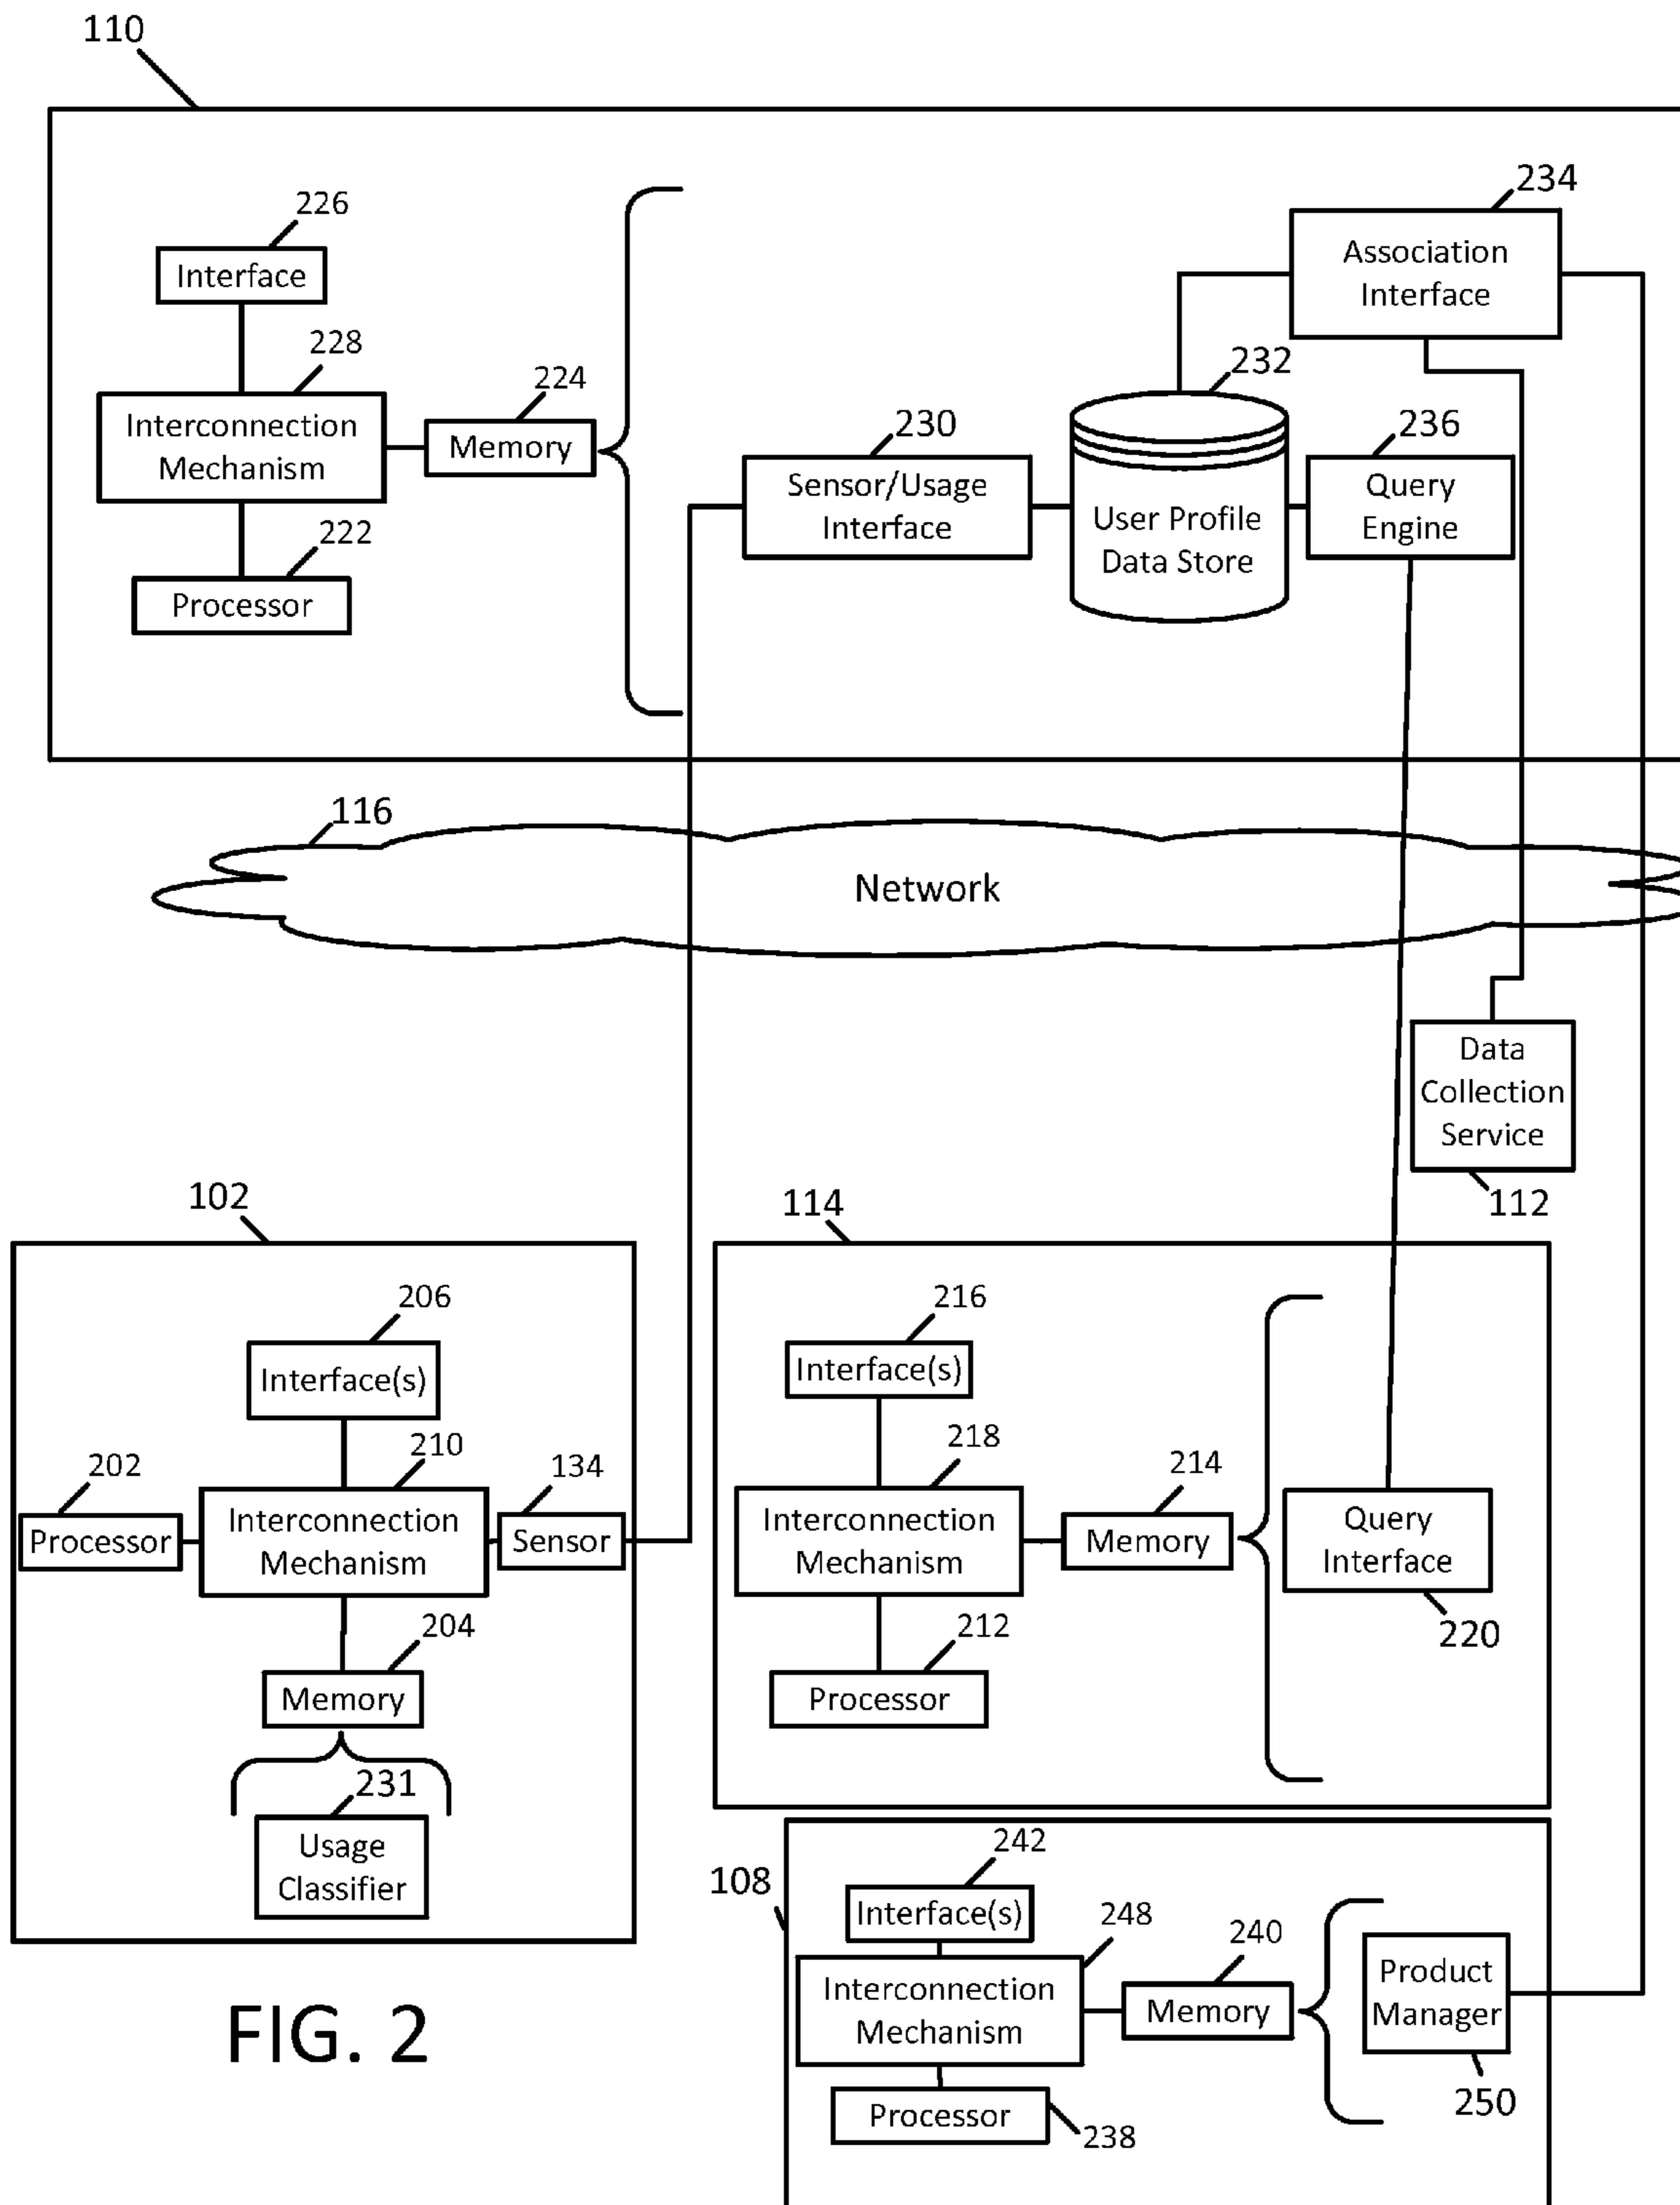 110
234
226
Association
Interface
Interface
228
232
224
230
236
Interconnection
Mechanism
Memory
Sensor/Usage
Interface
User Profile
Data Store
Query
Engine
222
Processor
116
Network
Data
Collection
Service
112
102
114
206
Interface(s)
216
Interface(s)
202
210
134
218
214
Processor
Interconnection
Mechanism
Sensor
Interconnection
Mechanism
Memory
Query
Interface
220
204
212
Memory
Processor
231
Usage
Classifier
108
242
Interface(s)
248
240
Interconnection
Mechanism
Memory
Product
Manager
250
Processor
238
FIG. 2